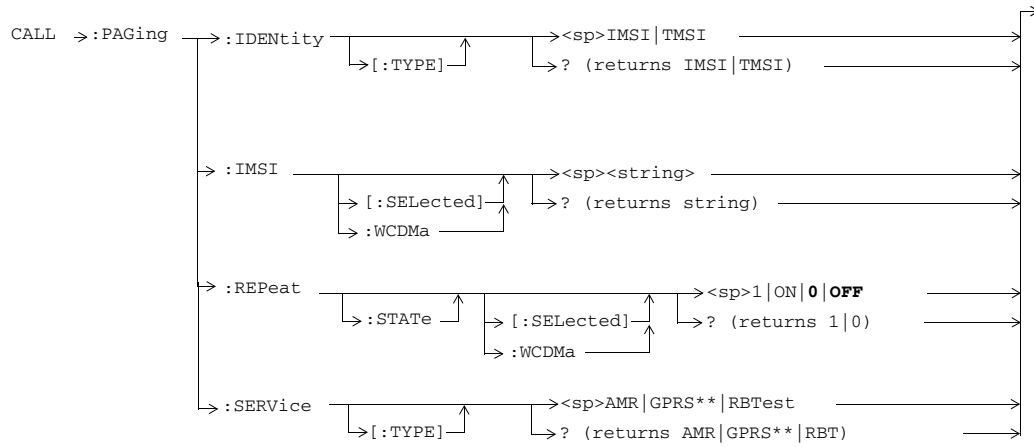 CALL :PAGing :IDENtity <sp>IMSI|TMSI
[:TYPE] ? (returns IMSI|TMSI)
:IMSI <sp><string>
[:SELected] ? (returns string)
:WCDMa
:REPeat <sp>1|ON|0|OFF
:STATe [:SELected] ? (returns 1|0)
:WCDMa
:SERVice <sp>AMR|GPRS**|RBTest
[:TYPE] ? (returns AMR|GPRS**|RBT)